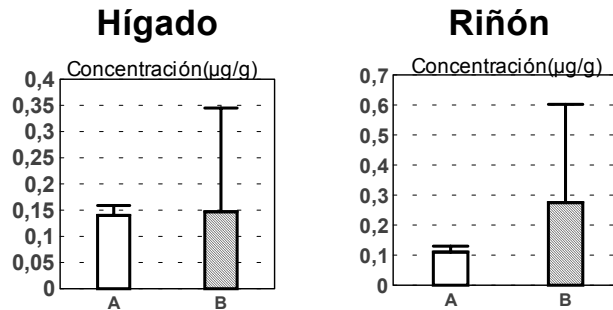 Hígado
Concentración(µg/g)
0,4
0,35
0,3
0,25
0,2
0,15
0,1
0,05
0
A B
Riñón
Concentración(µg/g)
0,7
0,6
0,5
0,4
0,3
0,2
0,1
0
A B